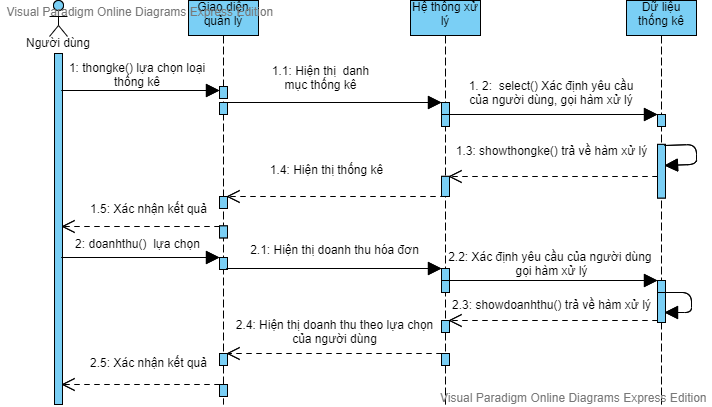 Visual Paradigm Online Diagrams Express Edition
Người dùng
Giao diện
quản lý
Hệ thống xử
lý
Dữ liệu
thống kê
1: thongke() lựa chọn loại
thống kê
1.1: Hiện thị danh
mục thống kê
1. 2: select() Xác định yêu cầu
của người dùng, gọi hàm xử lý
1.3: showthongke() trả về hàm xử lý
1.4: Hiện thị thống kê
1.5: Xác nhận kết quả
2: doanhthu() lựa chọn
2.1: Hiện thị doanh thu hóa đơn
2.2: Xác định yêu cầu của người dùng
gọi hàm xử lý
2.3: showdoanhthu() trả về hàm xử lý
2.4: Hiện thị doanh thu theo lựa chọn
của người dùng
2.5: Xác nhận kết quả
Visual Paradigm Online Diagrams Express Edition